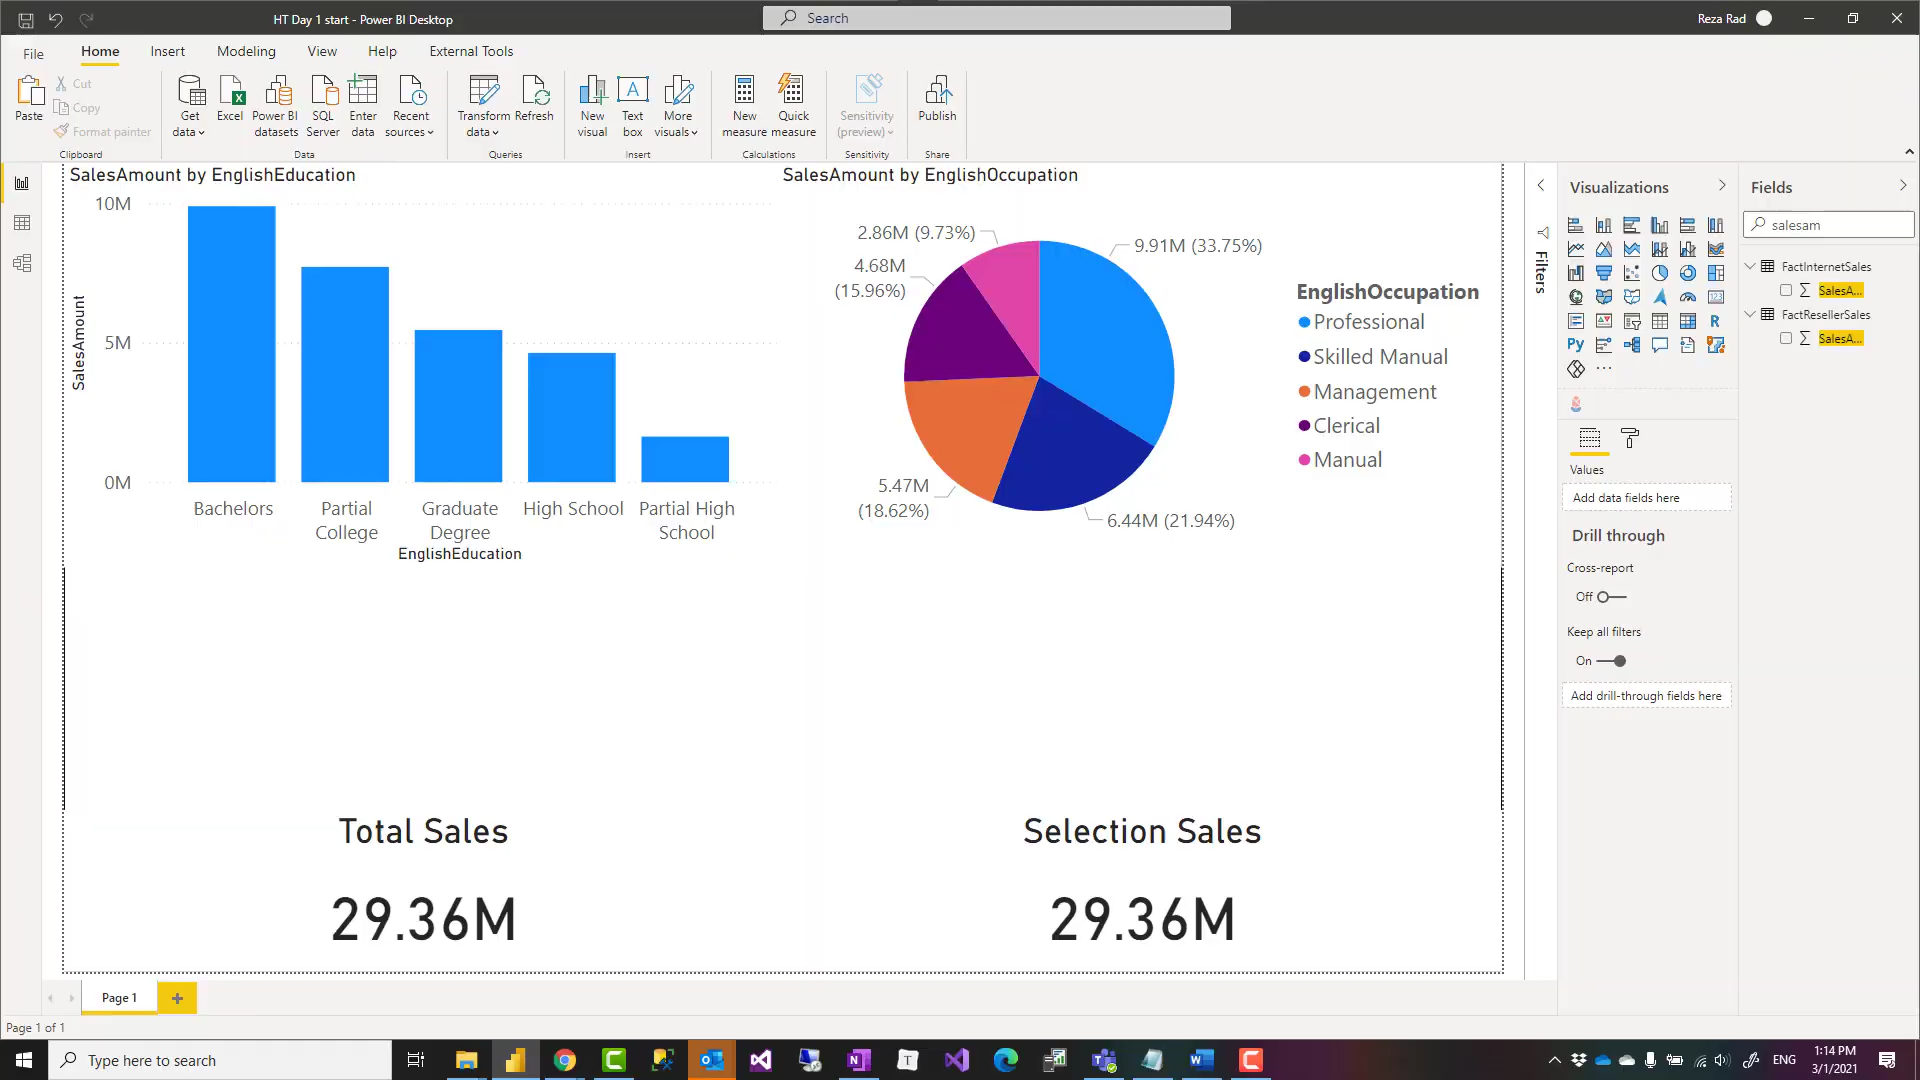 HT Day 1 start - Power BI Desktop
Search
Reza Rad
File
Home
Insert
Modeling
View
Help
External Tools
Paste
Cut
Copy
Format painter
Clipboard
Get data
Excel
Power BI datasets
SQL Server
Enter data
Recent sources
Data
Transform data
Refresh
Queries
New visual
Text box
More visuals
Insert
New measure
Quick measure
Calculations
Sensitivity (preview)
Sensitivity
Publish
Share
SalesAmount by EnglishEducation
10M
5M
0M
SalesAmount
Bachelors
Partial College
Graduate Degree
High School
Partial High School
EnglishEducation
SalesAmount by EnglishOccupation
2.86M (9.73%)
4.68M
(15.96%)
9.91M (33.75%)
5.47M
(18.62%)
6.44M (21.94%)
EnglishOccupation
Professional
Skilled Manual
Management
Clerical
Manual
Total Sales
29.36M
Selection Sales
29.36M
Filters
Visualizations
R
Py
123
Values
Add data fields here
Drill through
Cross-report
Off
Keep all filters
On
Add drill-through fields here
Fields
salesam
FactInternetSales
SalesA...
FactResellerSales
SalesA...
Page 1
Page 1 of 1
Type here to search
ENG
1:14 PM
3/1/2021